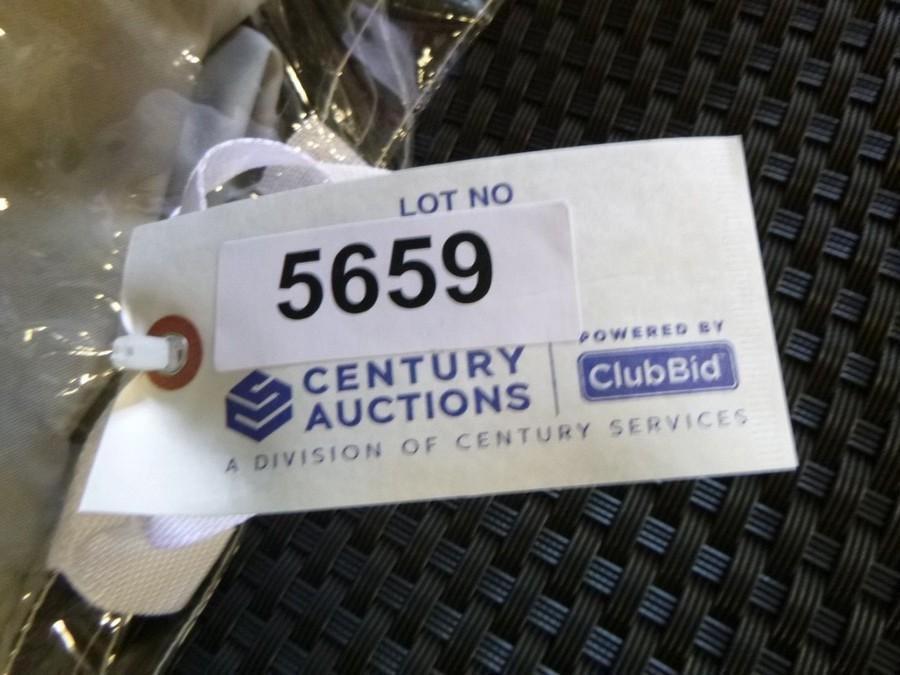 LOT NO
5659
CENTURY
AUCTIONS
A DIVISION OF CENTURY SERVICES
POWERED BY
ClubBid